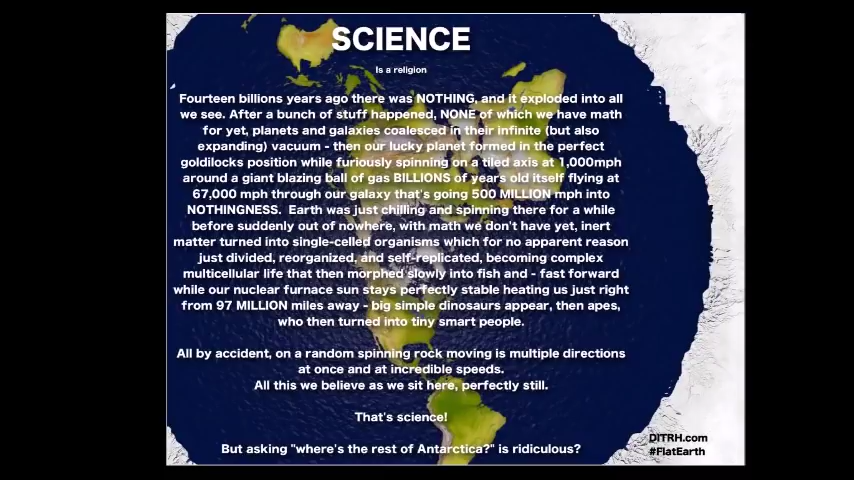 SCIENCE
Is a religion
Fourteen billions years ago there was NOTHING, and it exploded into all
we see. After a bunch of stuff happened, NONE of which we have math
for yet, planets and galaxies coalesced in their infinite (but also
expanding) vacuum - then our lucky planet formed in the perfect
goldilocks position while furiously spinning on a tiled axis at 1,000mph
around a giant blazing ball of gas BILLIONS of years old itself flying at
67,000 mph through our galaxy that's going 500 MILLION mph into
NOTHINGNESS. Earth was just chilling and spinning there for a while
before suddenly out of nowhere, with math we don't have yet, inert
matter turned into single-celled organisms which for no apparent reason
just divided, reorganized, and self-replicated, becoming complex
multicellular life that then morphed slowly into fish and - fast forward
while our nuclear furnace sun stays perfectly stable heating us just right
from 97 MILLION miles away - big simple dinosaurs appear, then apes,
who then turned into tiny smart people.
All by accident, on a random spinning rock moving is multiple directions
at once and at incredible speeds.
All this we believe as we sit here, perfectly still.
That's science!
But asking "where's the rest of Antarctica?" is ridiculous?
DITRH.com
#FlatEarth